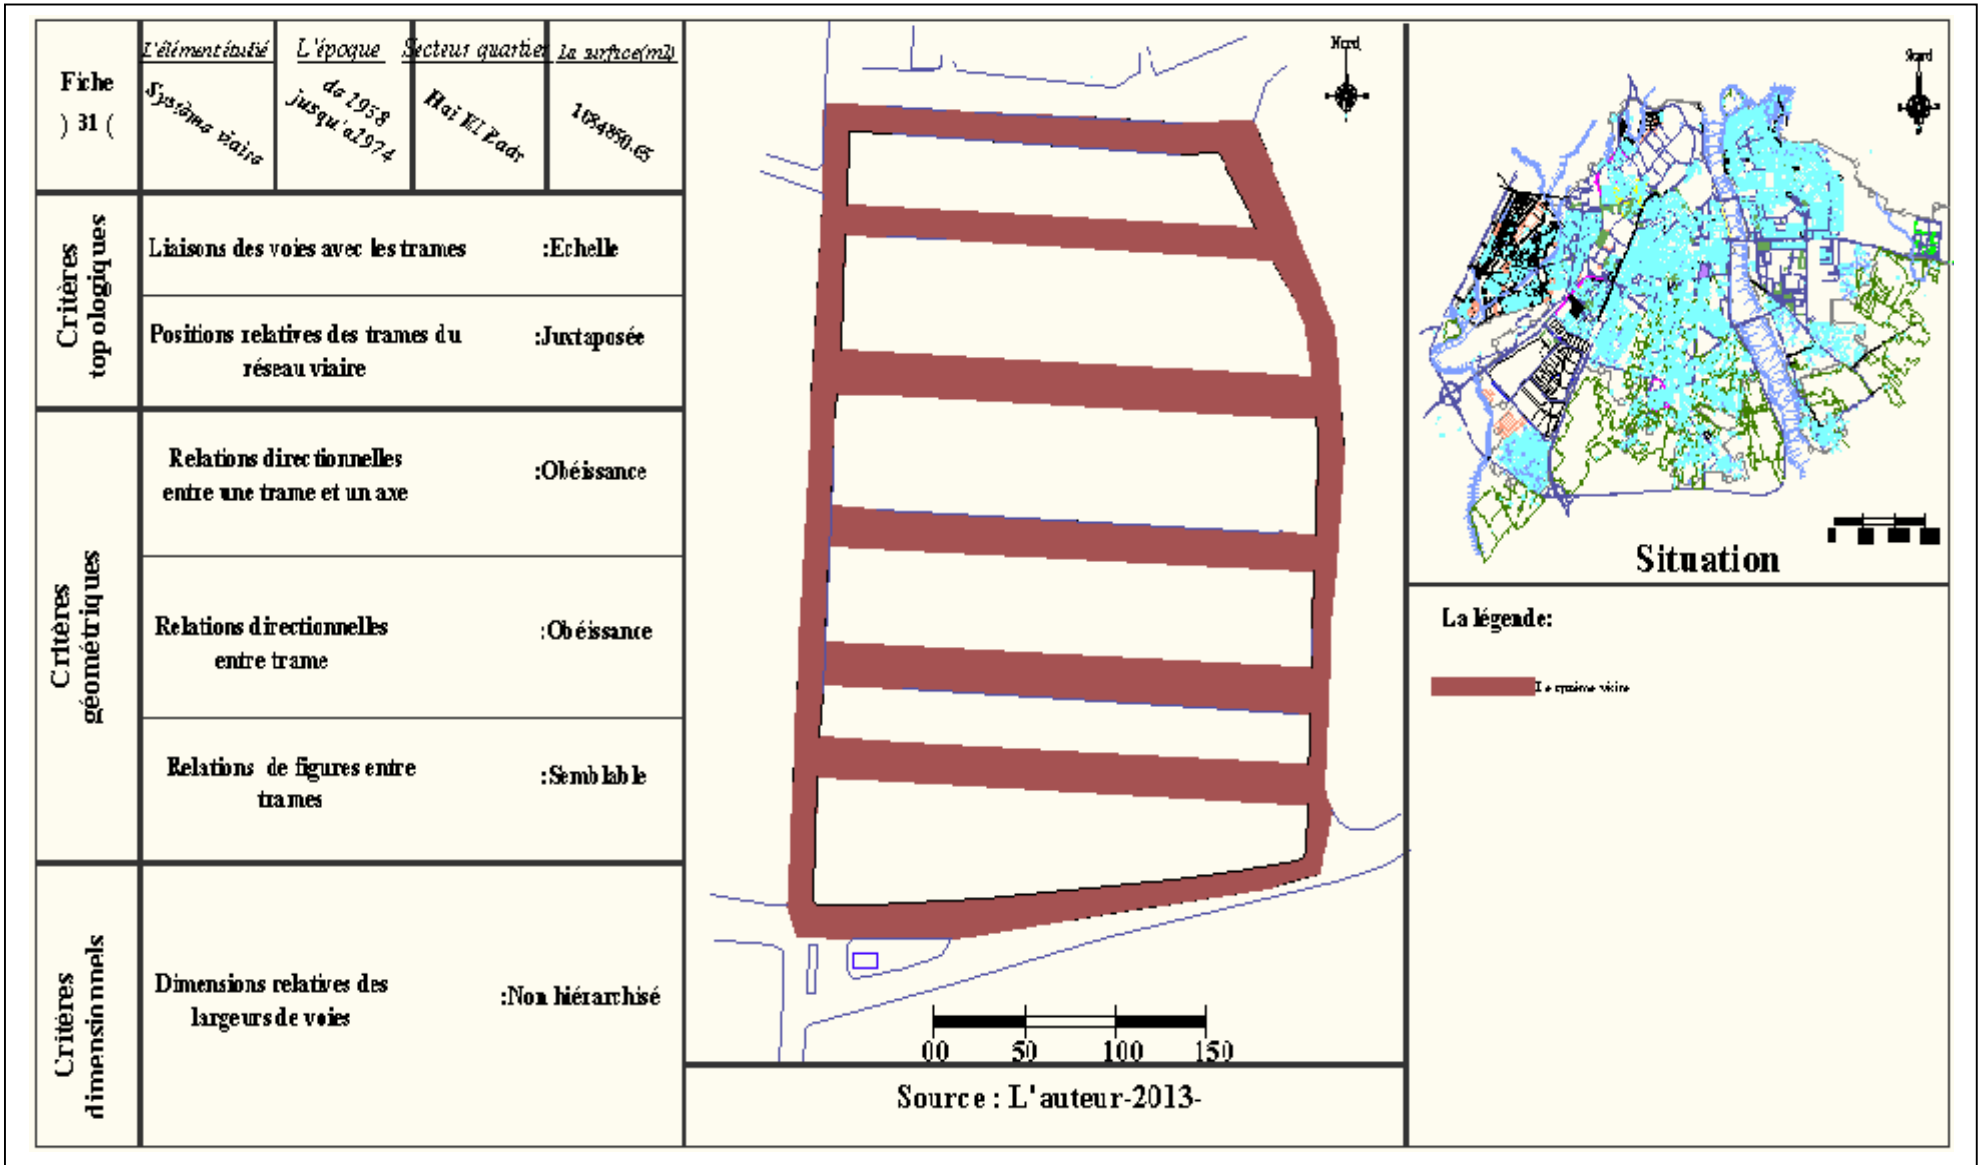 Fiche
) 31 (
L'élément étudié
Système viaire
L'époque
de 1958
jusqu'a1974
Secteur quartier
Hai El Badr
La surface(m2)
1084850.65
Critères
topologiques
Liaisons des voies avec les trames :Echelle
Positions relatives des trames du :Juxtaposée
réseau viaire
Critères
géométriques
Relations directionnelles :Obéissance
entre une trame et un axe
Relations directionnelles :Obéissance
entre trame
Relations de figures entre :Semblable
trames
Critères
dimensionnels
Dimensions relatives des :Non hiérarchisé
largeurs de voies
Nord
00 50 100 150
Source : L'auteur-2013-
Nord
Situation
La légende: